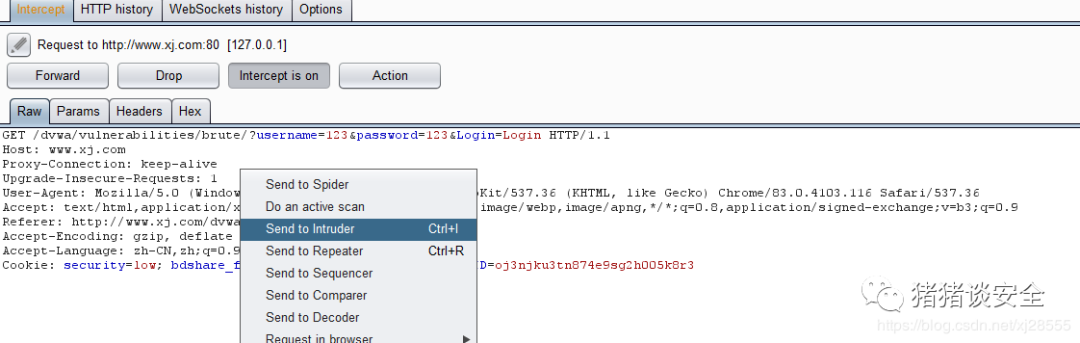 Intercept HTTP history WebSockets history Options
Request to http://www.xj.com:80 [127.0.0.1]
Forward Drop Intercept is on Action
Raw Params Headers Hex
GET /dvwa/vulnerabilities/brute/?username=123&password=123&Login=Login HTTP/1.1
Host: www.xj.com
Proxy-Connection: keep-alive
Upgrade-Insecure-Requests: 1
User-Agent: Mozilla/5.0 (Window oKit/537.36 (KHTML, like Gecko) Chrome/83.0.4103.116 Safari/537.36
Accept: text/html,application/x image/webp,image/apng,*/*;q=0.8,application/signed-exchange;v=b3;q=0.9
Referer: http://www.xj.com/dvwa
Accept-Encoding: gzip, deflate
Accept-Language: zh-CN,zh;q=0.9
Cookie: security=low; bdshare_f D=oj3njku3tn874e9sg2h005k8r3
Send to Spider
Do an active scan
Send to Intruder Ctrl+I
Send to Repeater Ctrl+R
Send to Sequencer
Send to Comparer
Send to Decoder
Request in browser
猪猪谈安全
https://blog.csdn.net/xj28555